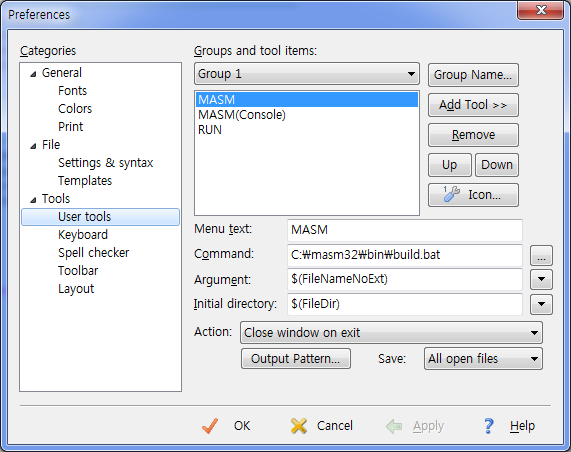 Preferences
Categories
General
Fonts
Colors
Print
File
Settings & syntax
Templates
Tools
User tools
Keyboard
Spell checker
Toolbar
Layout
Groups and tool items:
Group 1
Group Name...
MASM
MASM(Console)
RUN
Add Tool >>
Remove
Up Down
Icon...
Menu text: MASM
Command: C:₩masm32₩bin₩build.bat ...
Argument: $(FileNameNoExt)
Initial directory: $(FileDir)
Action: Close window on exit
Output Pattern... Save: All open files
OK Cancel Apply ? Help